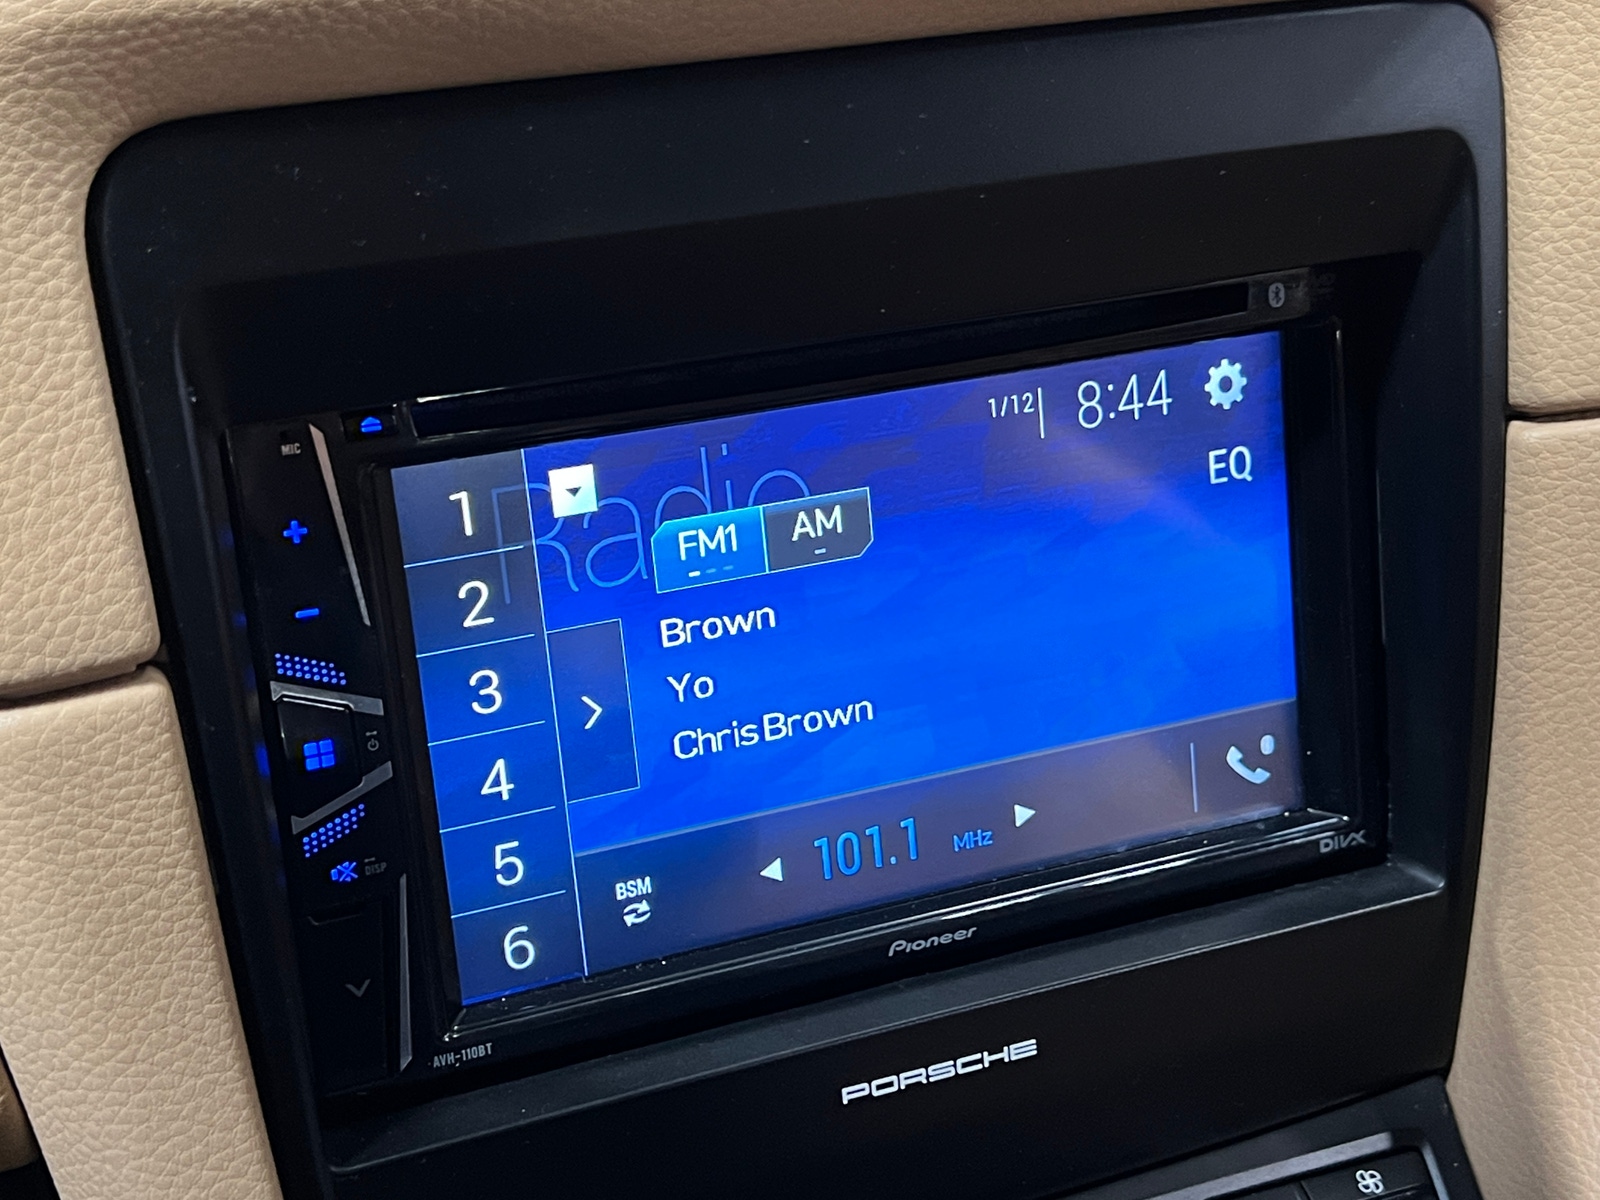 MIC
1/12
8:44
EQ
Radio
FM1
AM
1
2
3
4
5
6
Brown
Yo
Chris Brown
DISP
BSM
101.1 MHz
DIVX
Pioneer
AVH-110BT
PORSCHE